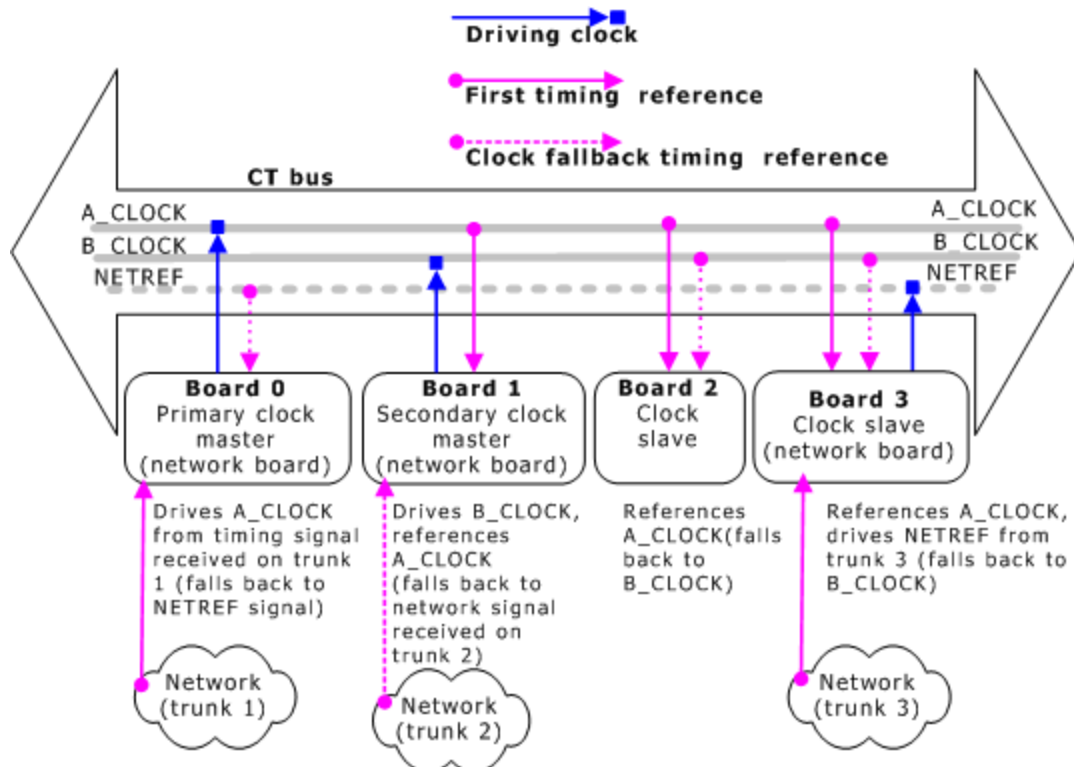 Driving clock
First timing reference
Clock fallback timing reference
CT bus
A_CLOCK
A_CLOCK
B_CLOCK
B_CLOCK
NETREF
NETREF
Board 0
Primary clock
master
(network board)
Board 1
Secondary clock
master
(network board)
Board 2
Clock
slave
Board 3
Clock slave
(network board)
Drives A_CLOCK
from timing signal
received on trunk
1 (falls back to
NETREF signal)
Drives B_CLOCK,
references
A_CLOCK
(falls back to
network signal
received on
trunk 2)
References
A_CLOCK(falls
back to
B_CLOCK)
References A_CLOCK,
drives NETREF from
trunk 3 (falls back to
B_CLOCK)
Network
(trunk 1)
Network
(trunk 2)
Network
(trunk 3)